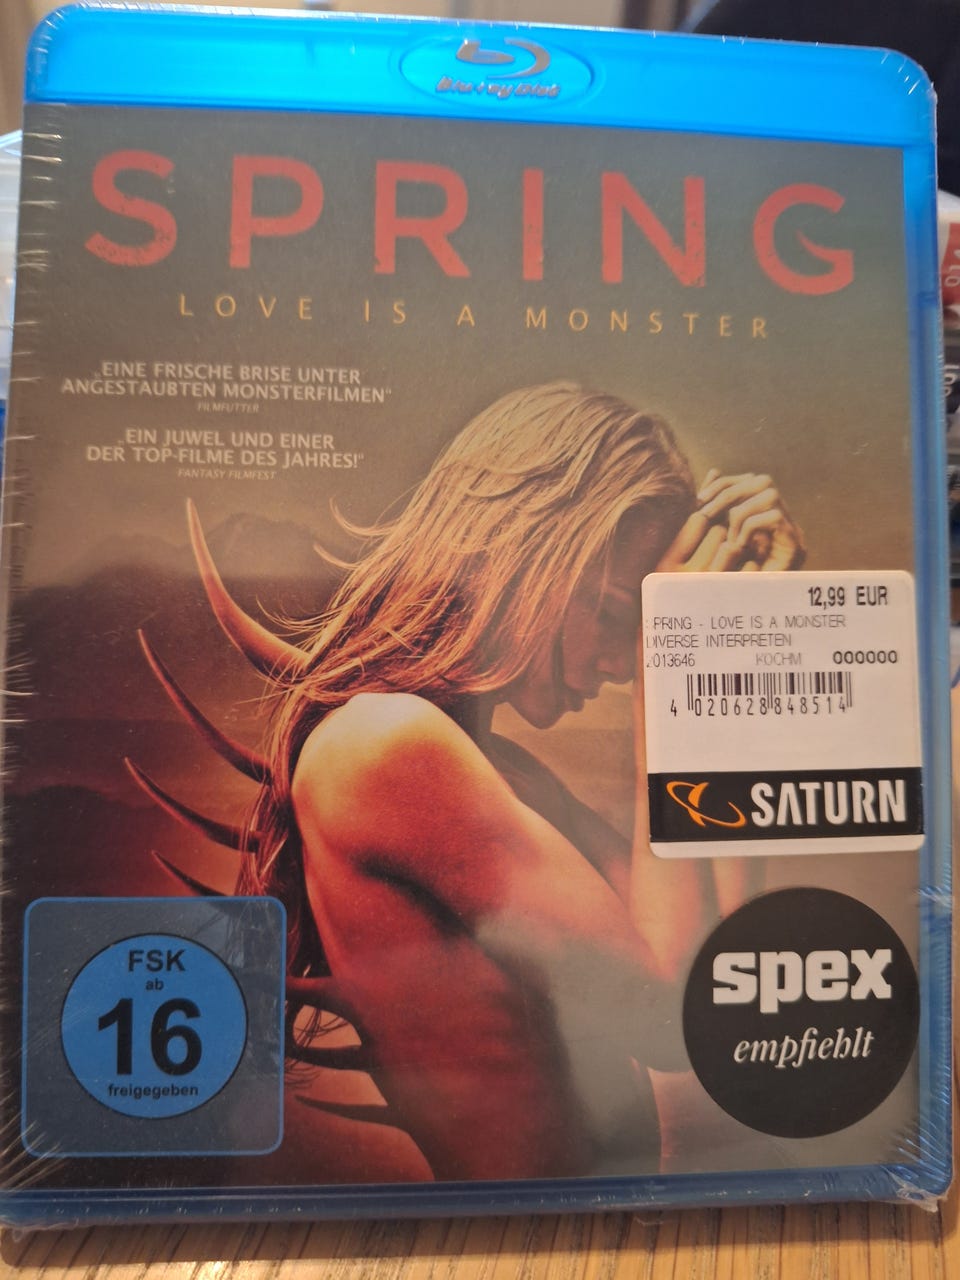 Blu-ray Disc
SPRING
LOVE IS A MONSTER
„EINE FRISCHE BRISE UNTER
ANGESTAUBTEN MONSTERFILMEN“
FILMFUTTER
„EIN JUWEL UND EINER
DER TOP-FILME DES JAHRES!“
FANTASY FILMFEST
12,99 EUR
PRING - LOVE IS A MONSTER
DIVERSE INTERPRETEN
2013646 KOCHM 000000
4 020628 848514
SATURN
FSK
ab
16
freigegeben
spex
empfiehlt